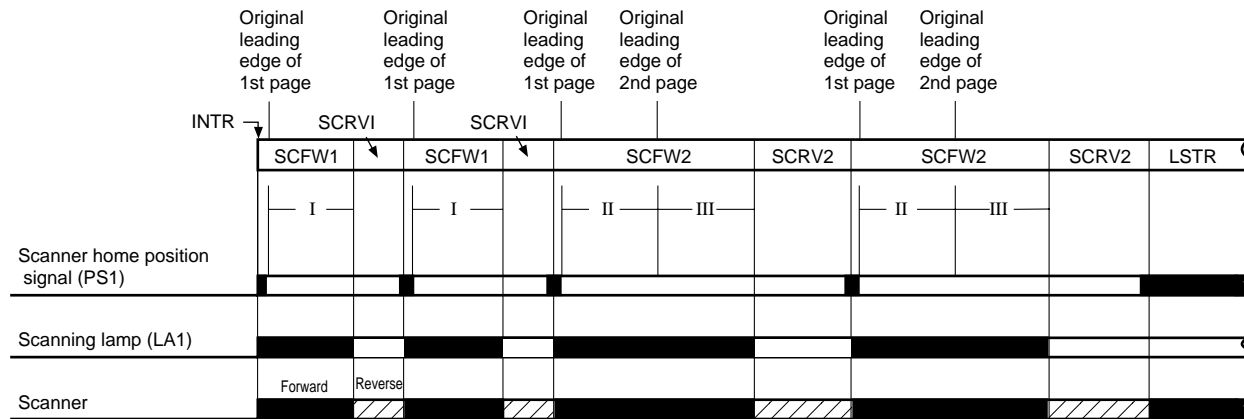 Original leading edge of 1st page
Original leading edge of 1st page
Original leading edge of 1st page
Original leading edge of 2nd page
Original leading edge of 1st page
Original leading edge of 2nd page
INTR
SCRVI
SCRVI
SCFW1
SCFW1
SCFW2
SCRV2
SCFW2
SCRV2
LSTR
I
I
II
III
II
III
Scanner home position
signal (PS1)
Scanning lamp (LA1)
Forward
Reverse
Scanner